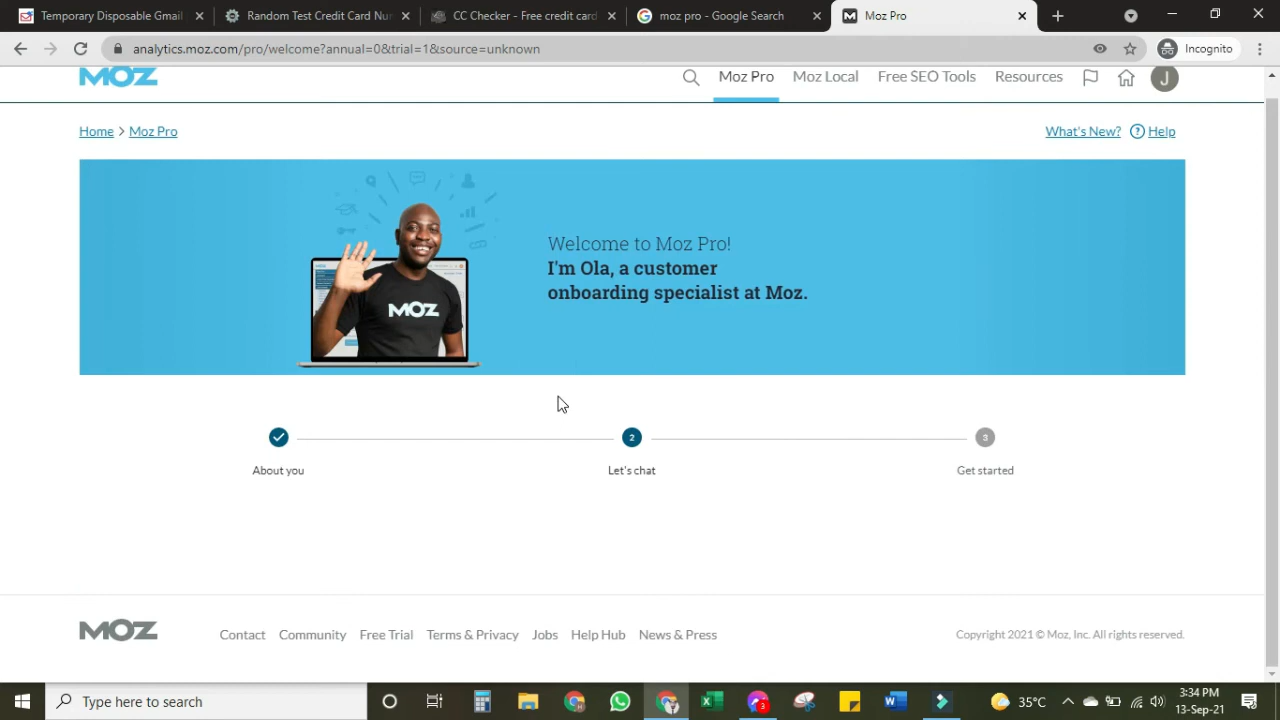 Temporary Disposable Gmail
Random Test Credit Card Nu
CC Checker - Free credit card
moz pro - Google Search
Moz Pro
analytics.moz.com/pro/welcome?annual=0&trial=1&source=unknown
Incognito
MOZ
Moz Pro
Moz Local
Free SEO Tools
Resources
J
Home > Moz Pro
What's New?
? Help
MOZ
Welcome to Moz Pro!
I'm Ola, a customer
onboarding specialist at Moz.
2
3
About you
Let's chat
Get started
MOZ
Contact
Community
Free Trial
Terms & Privacy
Jobs
Help Hub
News & Press
Copyright 2021 © Moz, Inc. All rights reserved.
Type here to search
3
35°C
3:34 PM
13-Sep-21